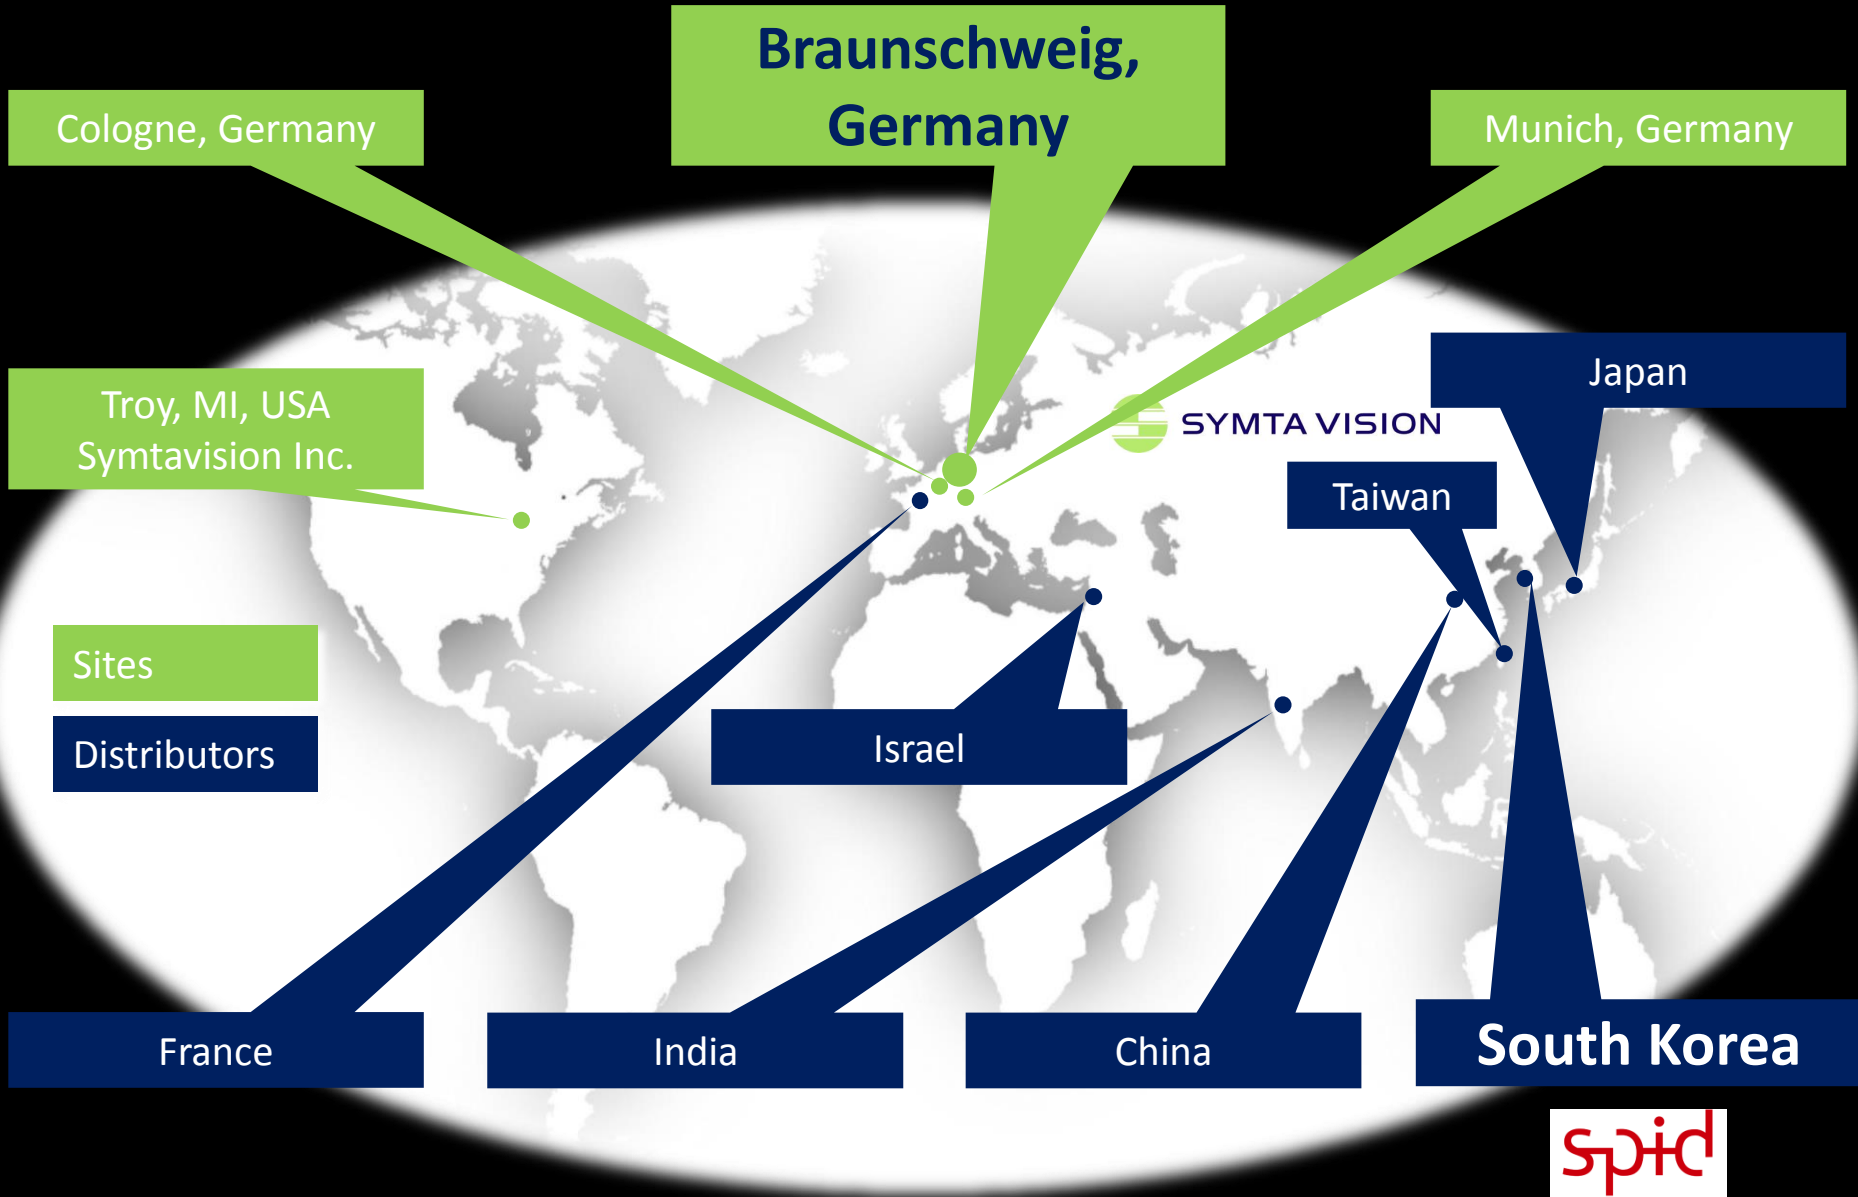 Braunschweig,
Germany
Cologne, Germany
Munich, Germany
Japan
Troy, MI, USA
Symtavision Inc.
SYMTA VISION
Taiwan
Sites
Distributors
Israel
France
India
China
South Korea
spid